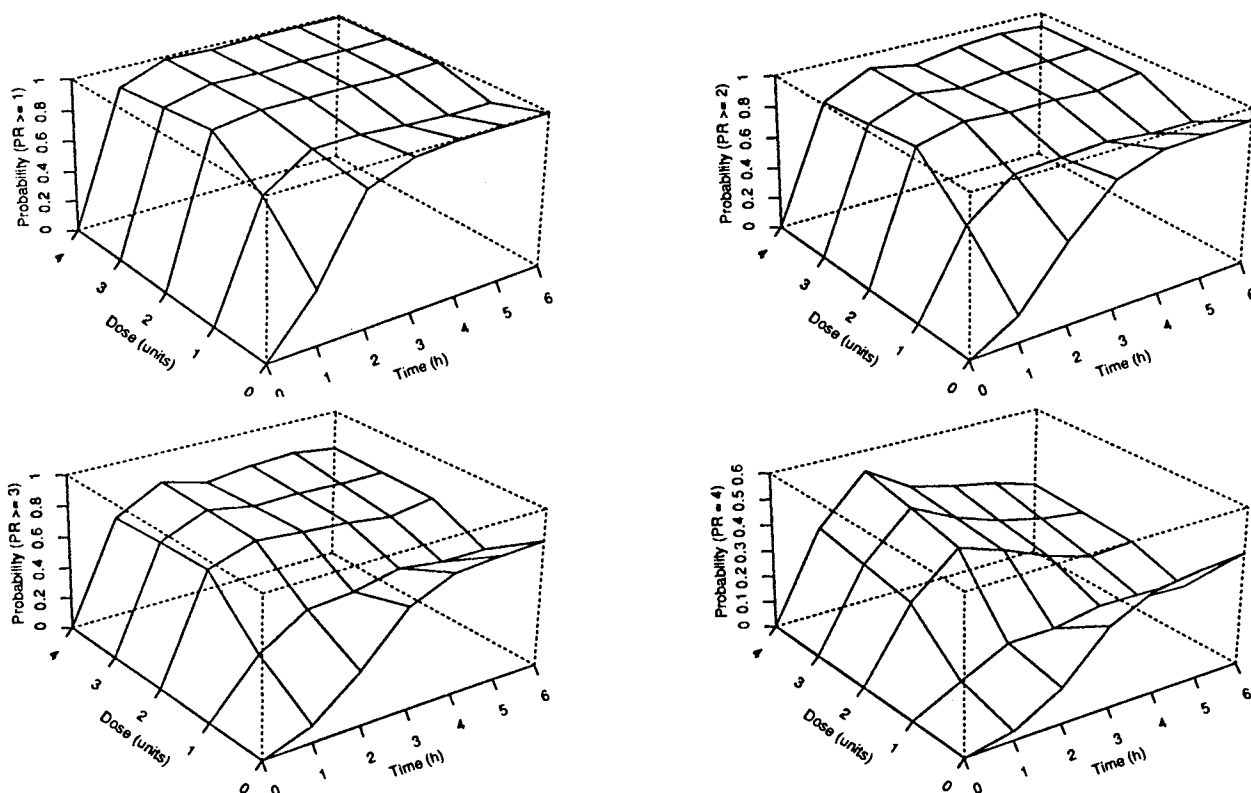 Probability (PR >= 1)
0 0.2 0.4 0.6 0.8 1
4 3 2 1 0
Dose (units)
0 1 2 3 4 5 6
Time (h)
Probability (PR >= 2)
0 0.2 0.4 0.6 0.8 1
4 3 2 1 0
Dose (units)
0 1 2 3 4 5 6
Time (h)
Probability (PR >= 3)
0 0.2 0.4 0.6 0.8 1
4 3 2 1 0
Dose (units)
0 1 2 3 4 5 6
Time (h)
Probability (PR = 4)
0 0.1 0.2 0.3 0.4 0.5 0.6
4 3 2 1 0
Dose (units)
0 1 2 3 4 5 6
Time (h)